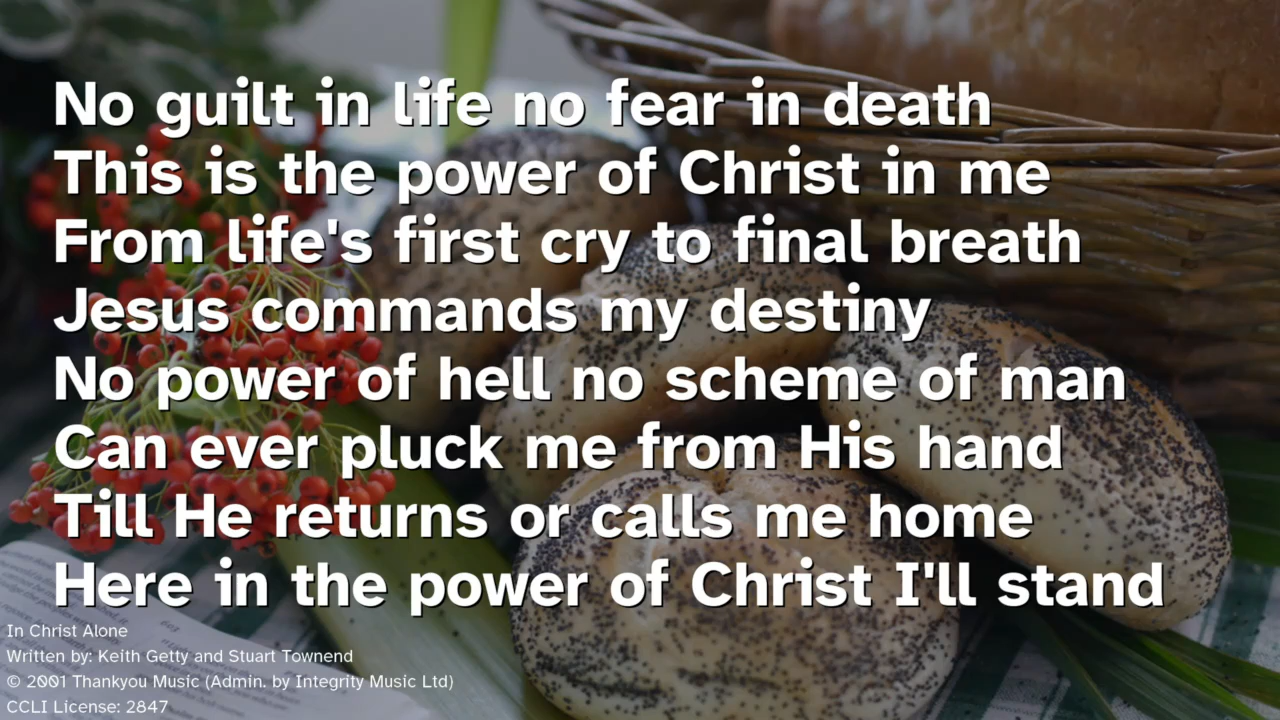 No guilt in life no fear in death
This is the power of Christ in me
From life's first cry to final breath
Jesus commands my destiny
No power of hell no scheme of man
Can ever pluck me from His hand
Till He returns or calls me home
Here in the power of Christ I'll stand
In Christ Alone
Written by: Keith Getty and Stuart Townend
© 2001 Thankyou Music (Admin. by Integrity Music Ltd)
CCLI License: 2847